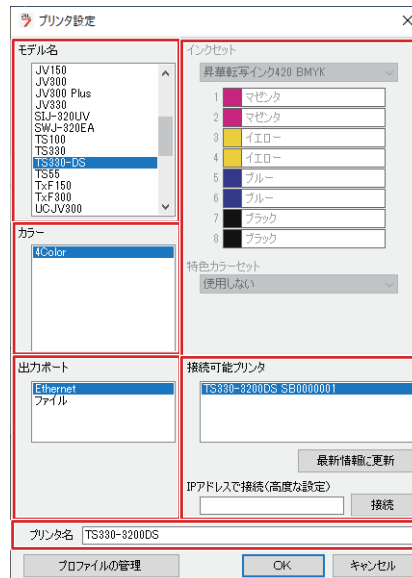 プリンタ設定
モデル名
JV150
JV300
JV300 Plus
JV330
SIJ-320UV
SWJ-320EA
TS100
TS330
TS330-DS
TS55
TxF150
TxF300
UCJV300
インクセット
昇華転写インク420 BMYK
1 マゼンタ
2 マゼンタ
3 イエロー
4 イエロー
5 ブルー
6 ブルー
7 ブラック
8 ブラック
カラー
4Color
特色カラーセット
使用しない
出力ポート
Ethernet
ファイル
接続可能プリンタ
TS330-3200DS SB0000001
最新情報に更新
IPアドレスで接続(高度な設定)
接続
プリンタ名 TS330-3200DS
プロファイルの管理 OK キャンセル